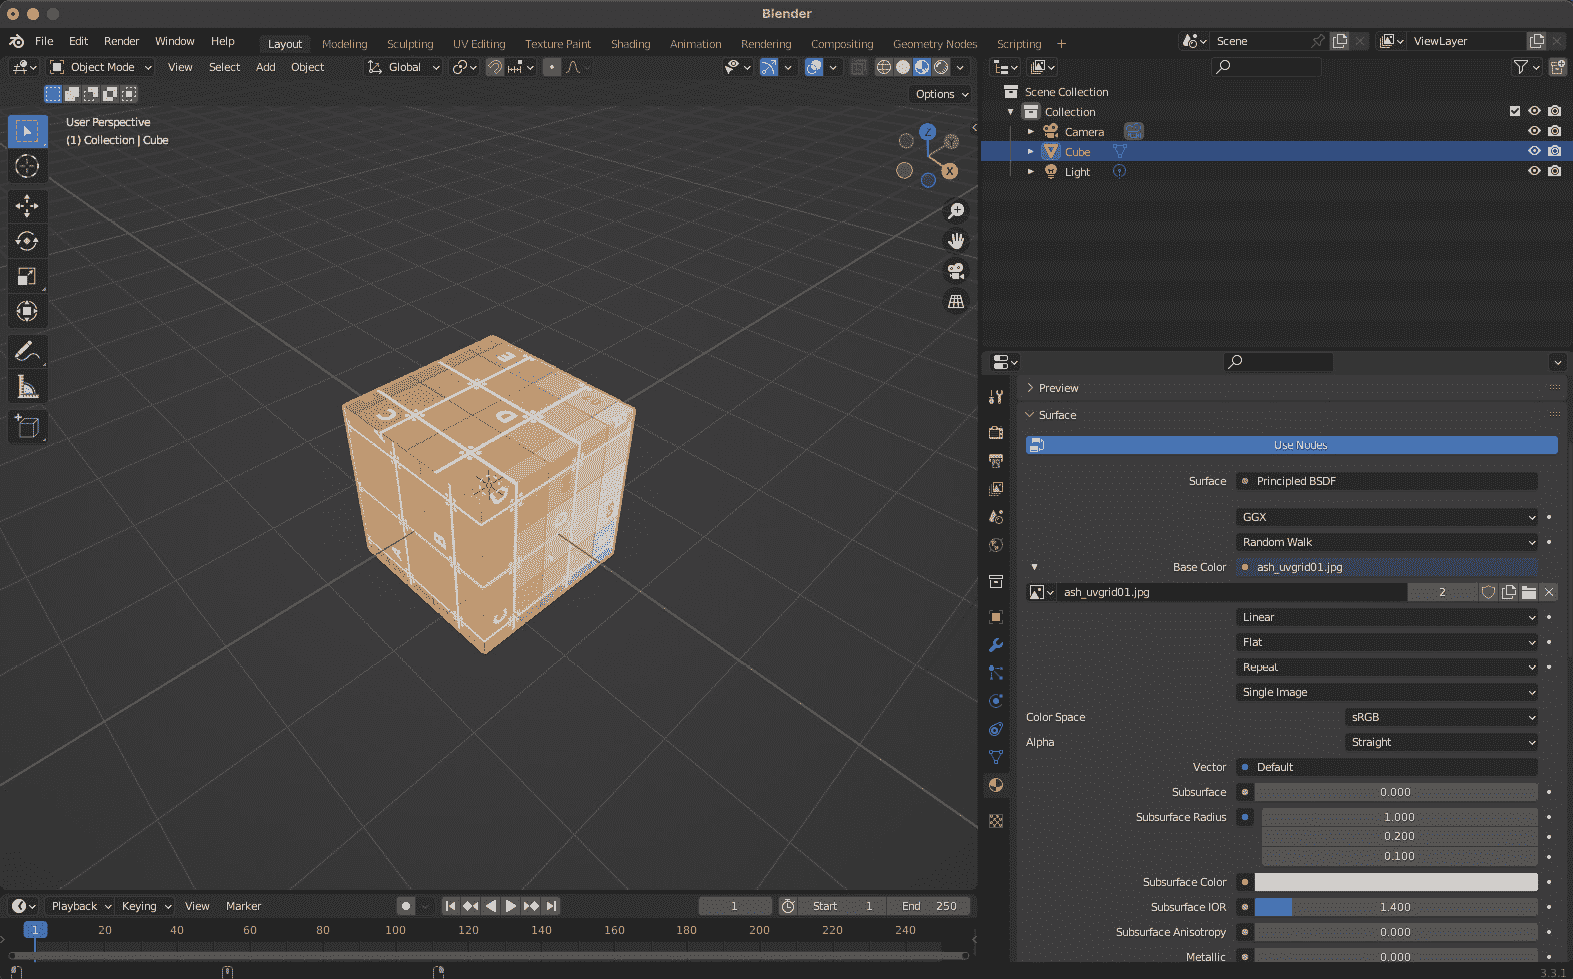 Blender
File Edit Render Window Help Layout Modeling Sculpting UV Editing Texture Paint Shading Animation Rendering Compositing Geometry Nodes Scripting + Scene ViewLayer
Object Mode View Select Add Object Global
Options
User Perspective
(1) Collection | Cube
Z
X
Scene Collection
Collection
Camera
Cube
Light
E
C
D
B
A
C
Preview
Surface
Use Nodes
Surface Principled BSDF
GGX
Random Walk
Base Color ash_uvgrid01.jpg
ash_uvgrid01.jpg 2
Linear
Flat
Repeat
Single Image
Color Space sRGB
Alpha Straight
Vector Default
Subsurface 0.000
Subsurface Radius 1.000
0.200
0.100
Subsurface Color
Subsurface IOR 1.400
Subsurface Anisotropy 0.000
Metallic 0.000
Playback Keying View Marker 1 Start 1 End 250
1 20 40 60 80 100 120 140 160 180 200 220 240
3.3.1